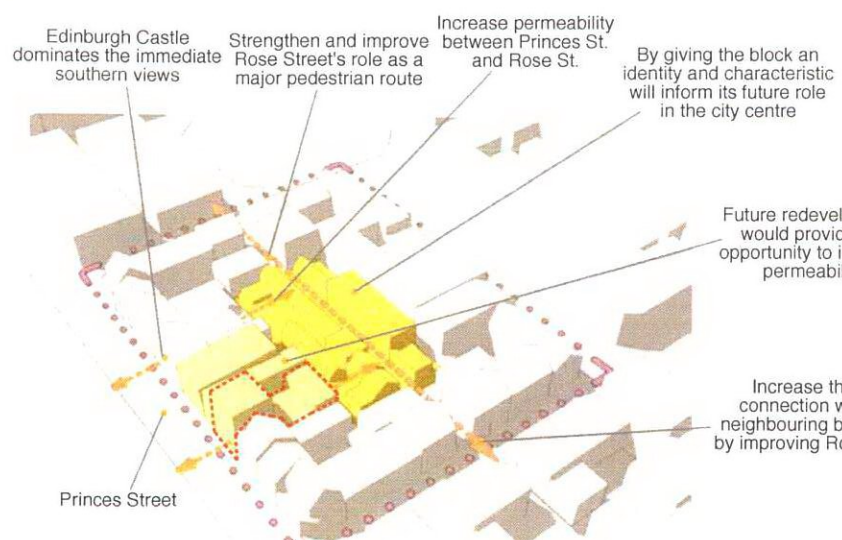 Edinburgh Castle
dominates the immediate
southern views
Strengthen and improve
Rose Street's role as a
major pedestrian route
Increase permeability
between Princes St.
and Rose St.
By giving the block an
identity and characteristic
will inform its future role
in the city centre
Future redevel
would provi
opportunity to i
permeabil
Increase th
connection w
neighbouring b
by improving Ro
Princes Street